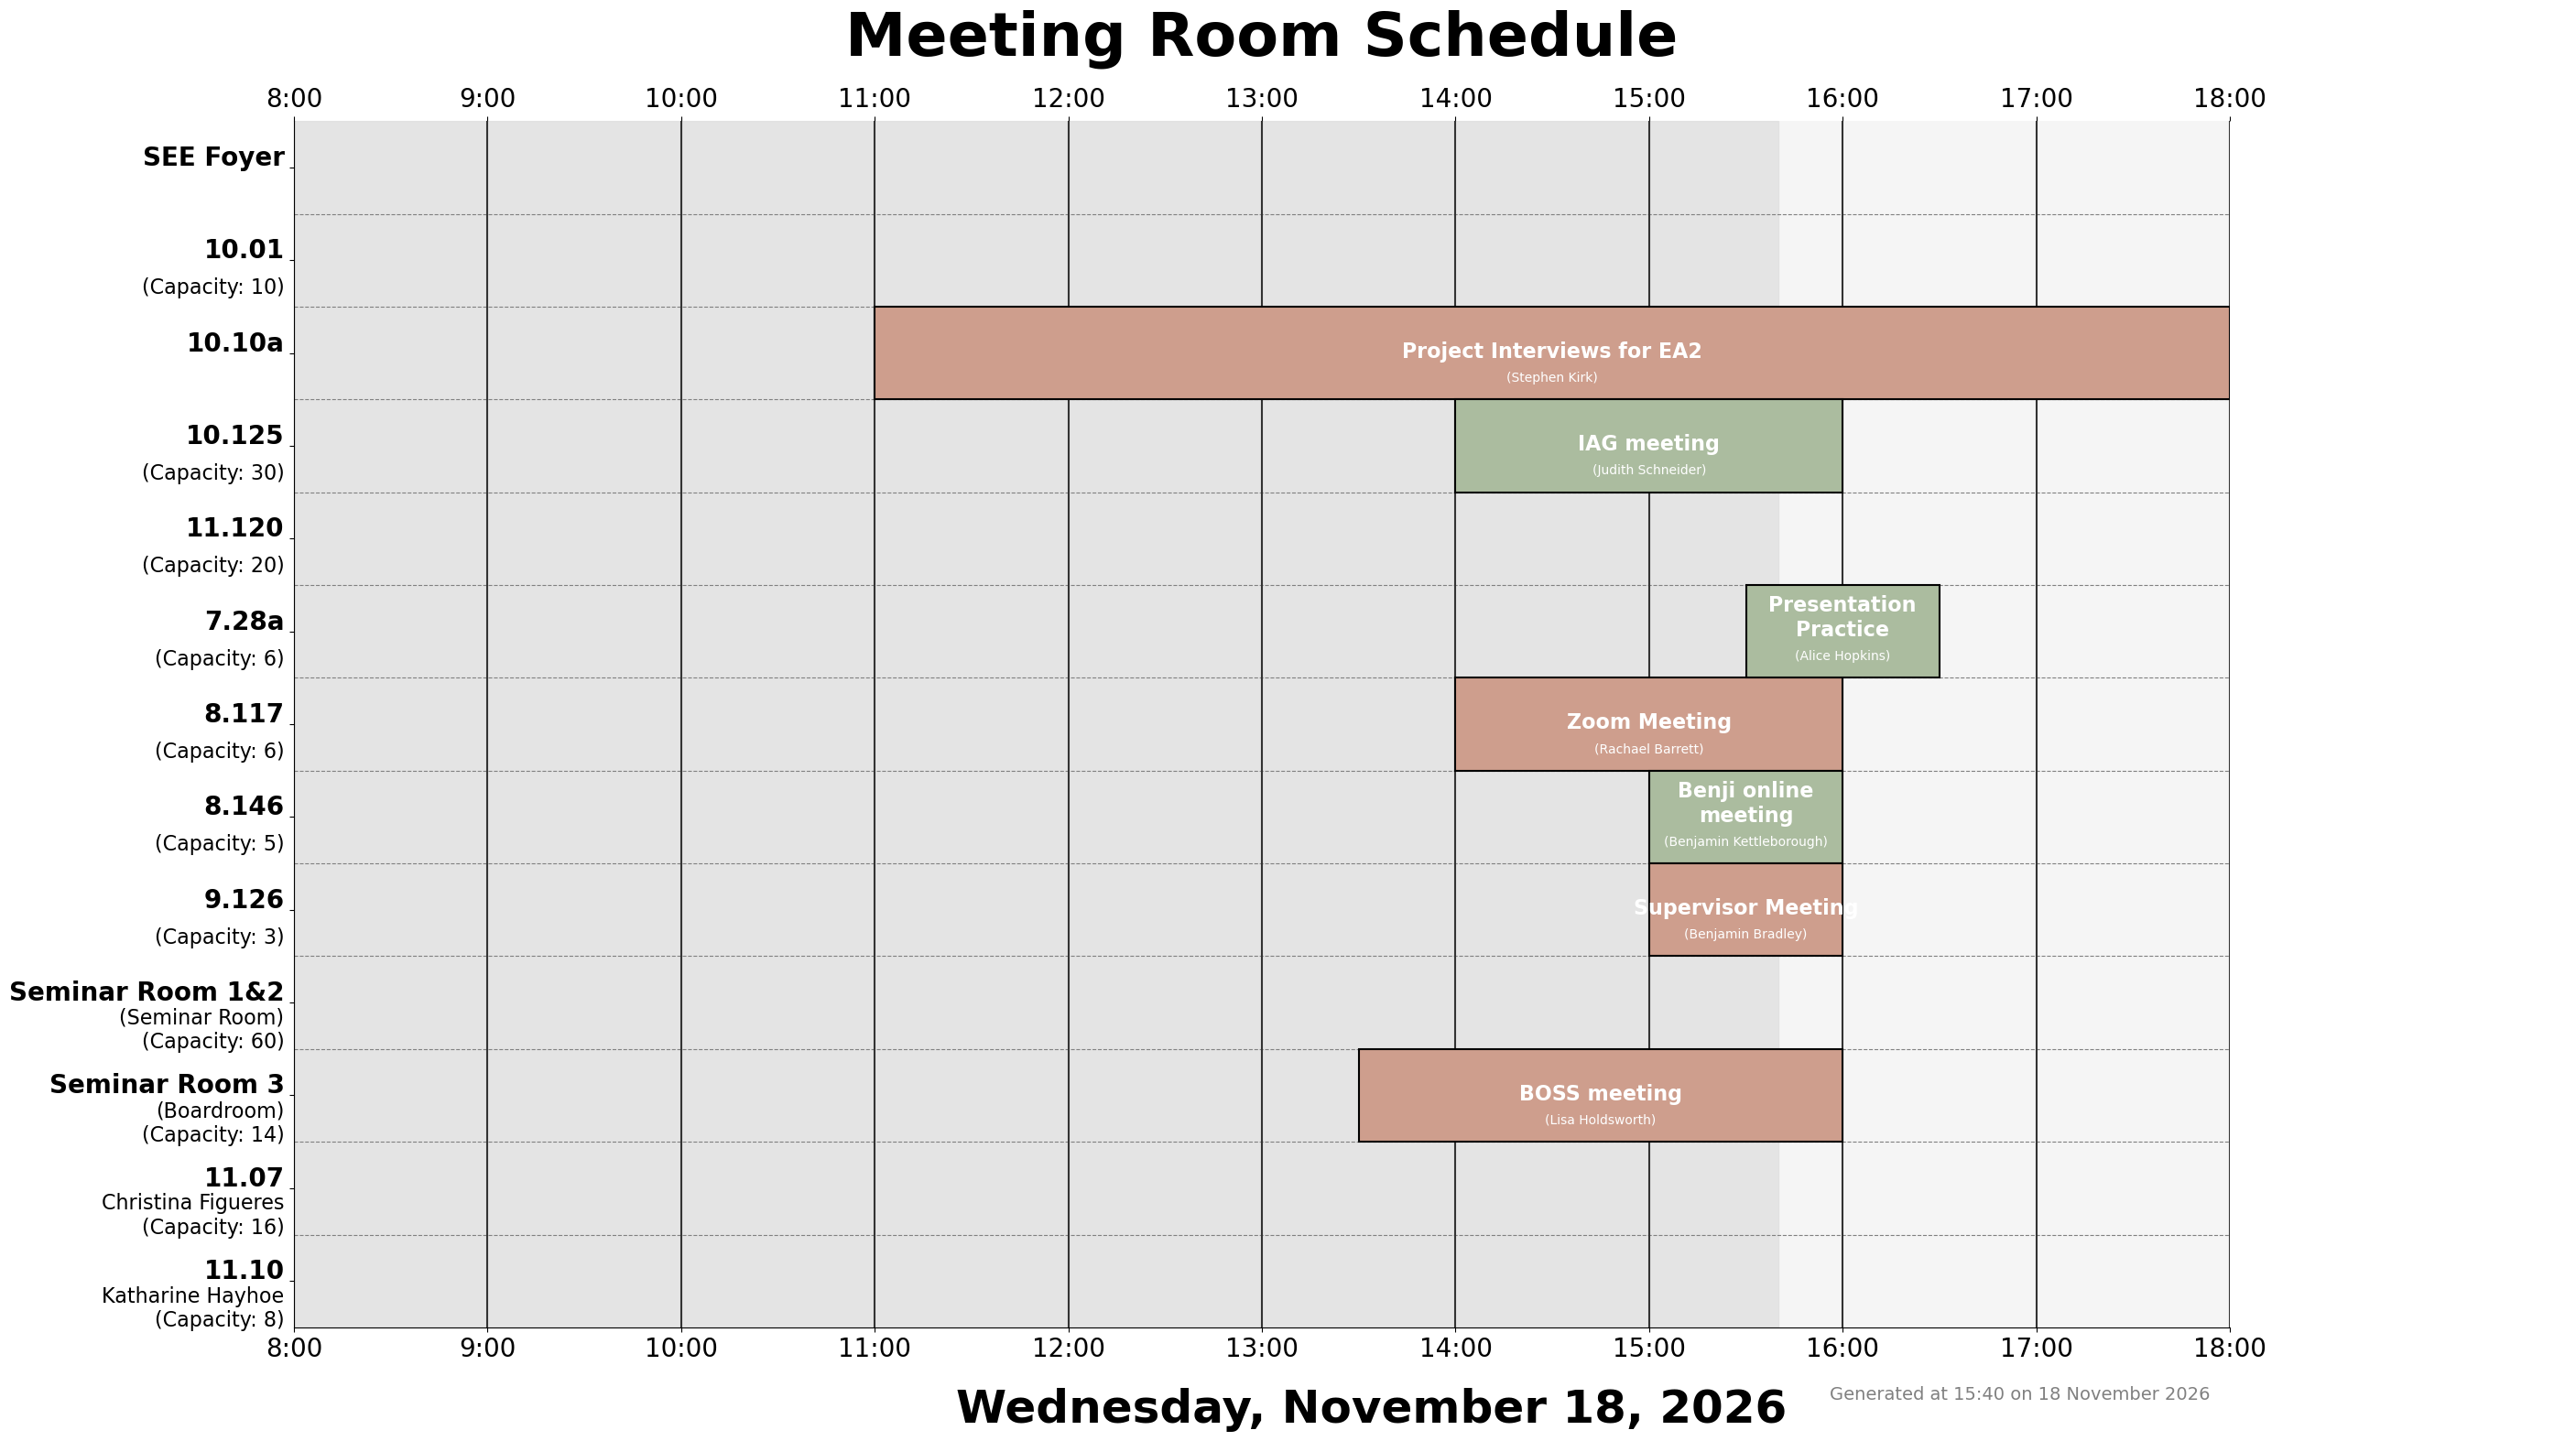 Meeting Room Schedule
8:00 9:00 10:00 11:00 12:00 13:00 14:00 15:00 16:00 17:00 18:00
SEE Foyer
10.01
(Capacity: 10)
10.10a
Project Interviews for EA2
(Stephen Kirk)
10.125
(Capacity: 30)
IAG meeting
(Judith Schneider)
11.120
(Capacity: 20)
7.28a
(Capacity: 6)
Presentation
Practice
(Alice Hopkins)
8.117
(Capacity: 6)
Zoom Meeting
(Rachael Barrett)
8.146
(Capacity: 5)
Benji online
meeting
(Benjamin Kettleborough)
9.126
(Capacity: 3)
Supervisor Meeting
(Benjamin Bradley)
Seminar Room 1&2
(Seminar Room)
(Capacity: 60)
Seminar Room 3
(Boardroom)
(Capacity: 14)
BOSS meeting
(Lisa Holdsworth)
11.07
Christina Figueres
(Capacity: 16)
11.10
Katharine Hayhoe
(Capacity: 8)
8:00 9:00 10:00 11:00 12:00 13:00 14:00 15:00 16:00 17:00 18:00
Wednesday, November 18, 2026
Generated at 15:40 on 18 November 2026